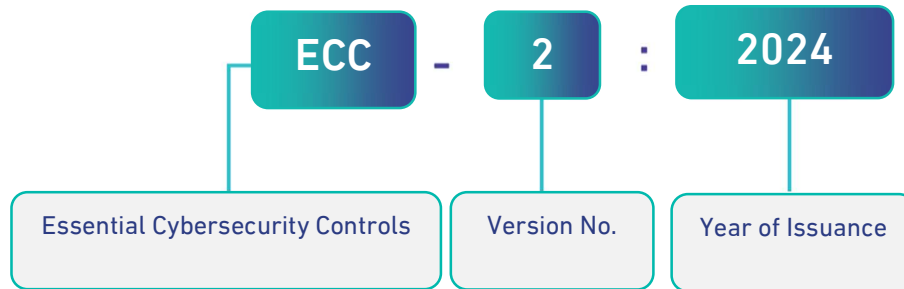 ECC - 2 : 2024
Essential Cybersecurity Controls
Version No.
Year of Issuance